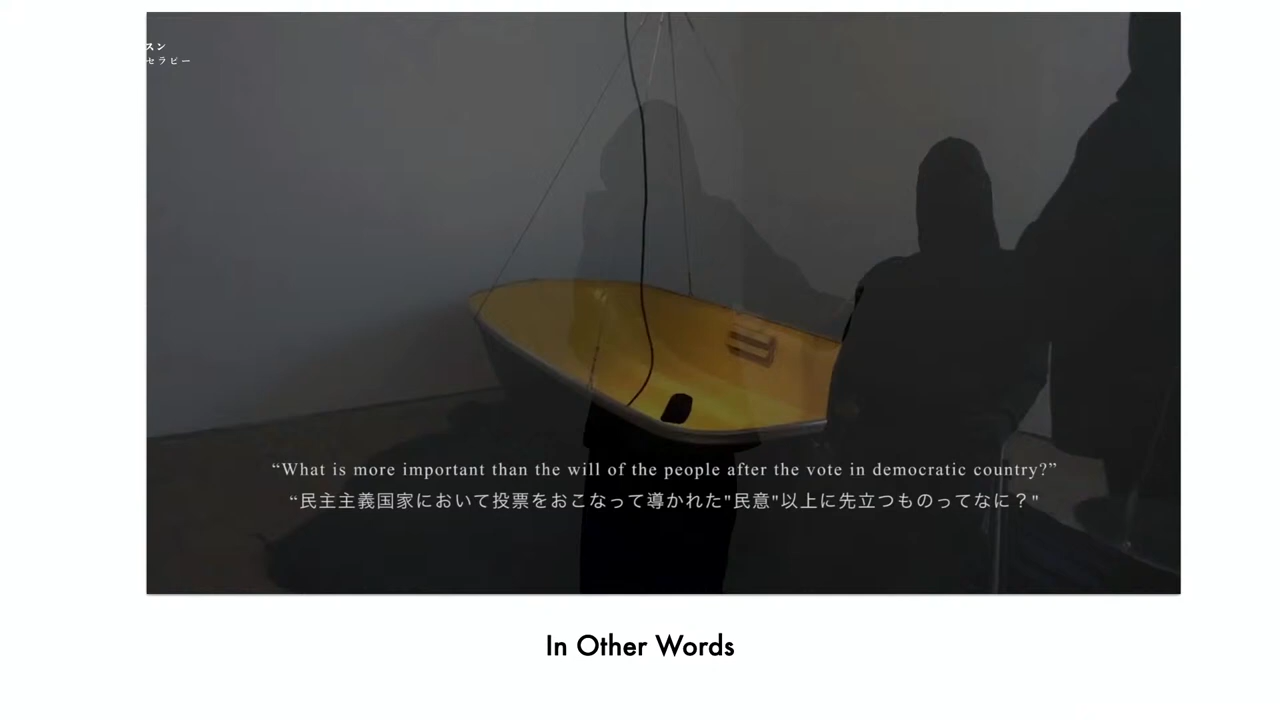 スン
セラピー
“What is more important than the will of the people after the vote in democratic country?”
“民主主義国家において投票をおこなって導かれた"民意"以上に先立つものってなに？"
In Other Words